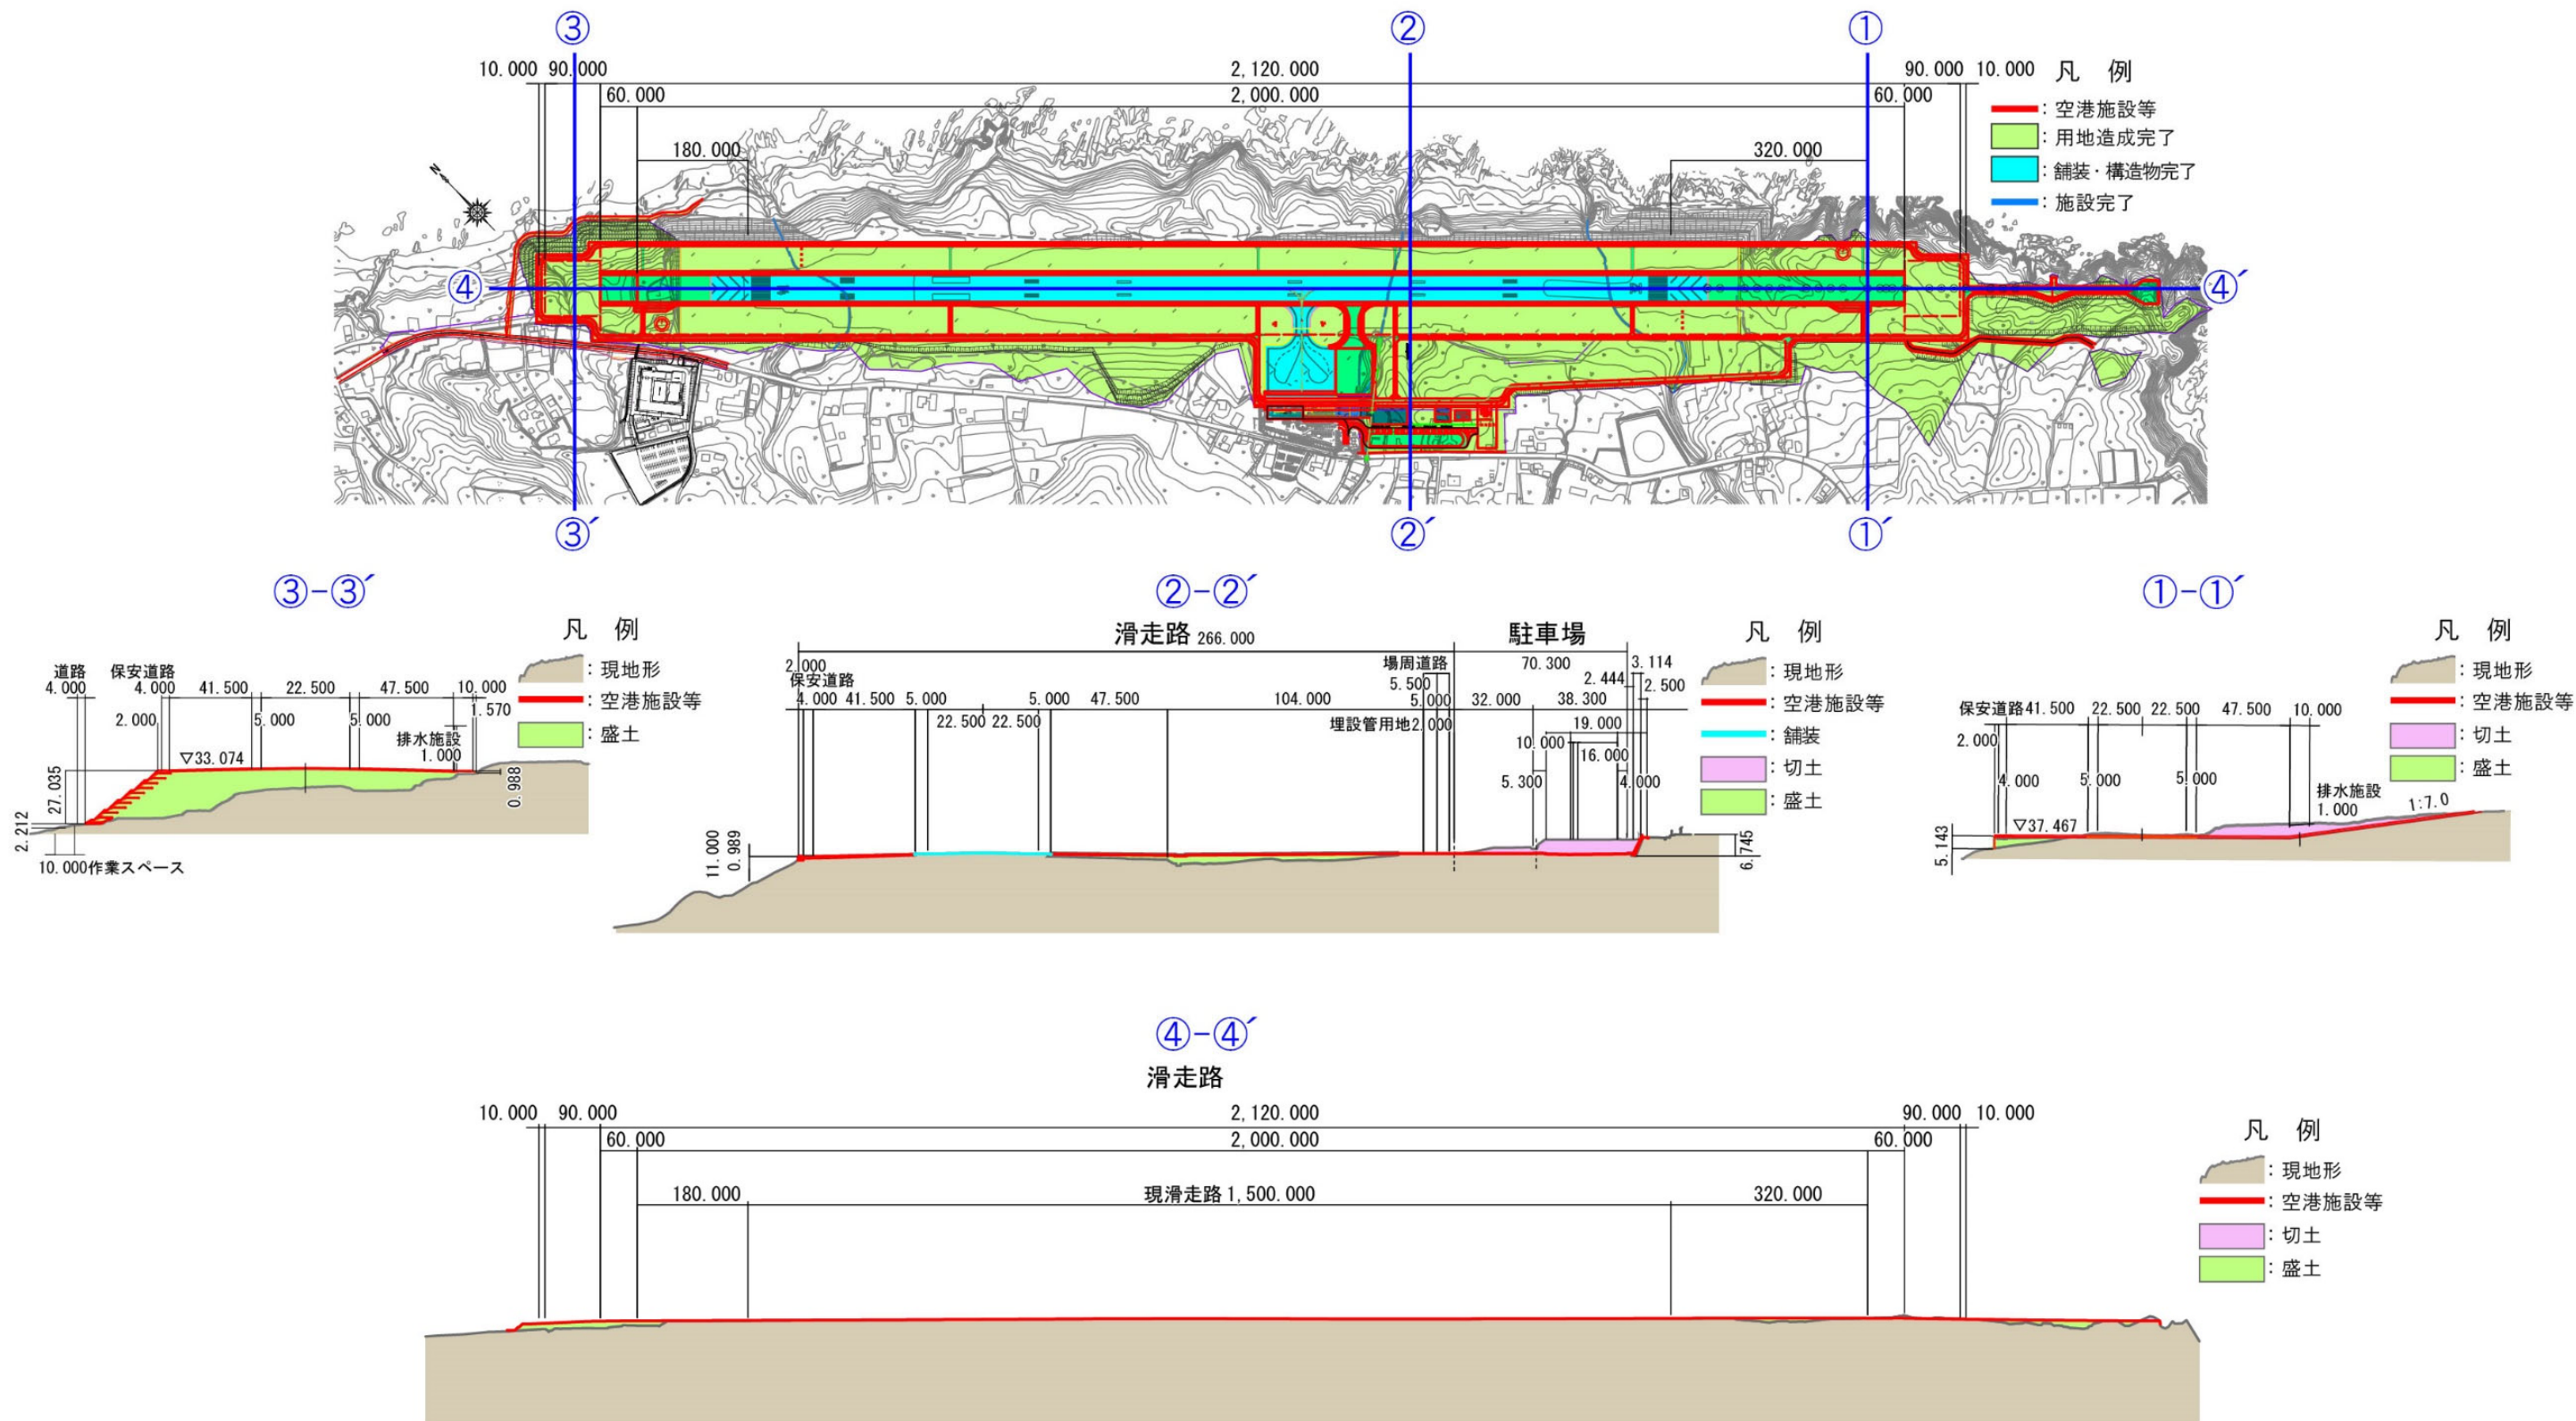 ③
②
①
10.000 90.000
2,120.000
90.000 10.000
60.000
2,000.000
60.000
凡 例
:空港施設等
:用地造成完了
:舗装・構造物完了
:施設完了
180.000
320.000
N
④
④´
③´
②´
①´
③-③´
凡 例
:現地形
:空港施設等
:盛土
道路
4.000
保安道路
4.000
41.500
22.500
47.500
10.000
2.000
5.000
5.000
1.570
排水施設
1.000
▽33.074
27.035
2.212
0.988
10.000作業スペース
②-②´
滑走路 266.000
駐車場
凡 例
:現地形
:空港施設等
:舗装
:切土
:盛土
2.000
保安道路
4.000 41.500 5.000
22.500 22.500
5.000 47.500
104.000
場周道路
5.500
5.000
埋設管用地2.000
70.300
3.114
2.444
2.500
32.000
38.300
19.000
10.000
16.000
5.300
4.000
11.000
0.989
6.745
①-①´
凡 例
:現地形
:空港施設等
:切土
:盛土
保安道路41.500
22.500
22.500
47.500
10.000
2.000
4.000
5.000
5.000
排水施設
1.000
1:7.0
▽37.467
5.143
④-④´
滑走路
10.000
90.000
2,120.000
90.000
10.000
60.000
2,000.000
60.000
180.000
現滑走路1,500.000
320.000
凡 例
:現地形
:空港施設等
:切土
:盛土